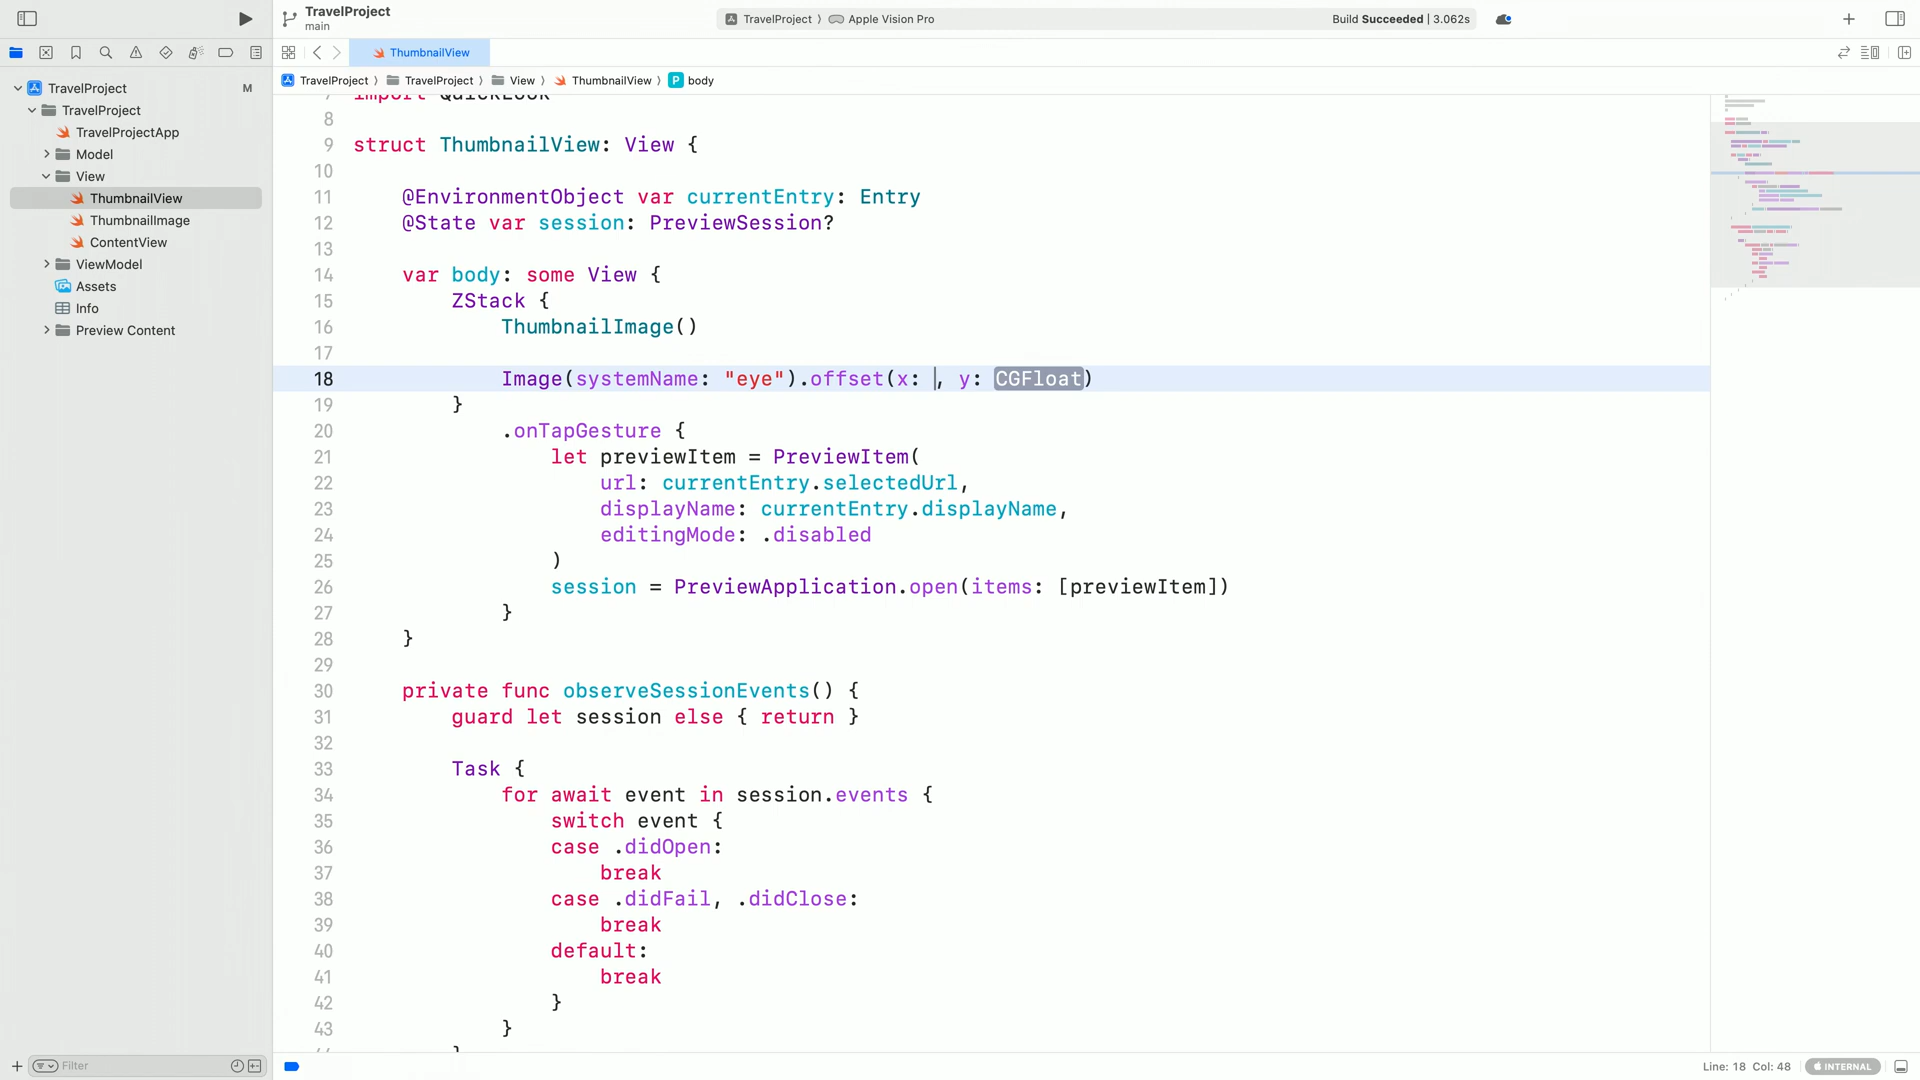 TravelProject
main
TravelProject ⟩ Apple Vision Pro
Build Succeeded | 3.062s
ThumbnailView
TravelProject ⟩ TravelProject ⟩ View ⟩ ThumbnailView ⟩ P body
TravelProject M
TravelProject
TravelProjectApp
Model
View
ThumbnailView
ThumbnailImage
ContentView
ViewModel
Assets
Info
Preview Content
Filter
import QuickLook
8
9 struct ThumbnailView: View {
10
11 @EnvironmentObject var currentEntry: Entry
12 @State var session: PreviewSession?
13
14 var body: some View {
15 ZStack {
16 ThumbnailImage()
17
18 Image(systemName: "eye").offset(x: , y: CGFloat)
19 }
20 .onTapGesture {
21 let previewItem = PreviewItem(
22 url: currentEntry.selectedUrl,
23 displayName: currentEntry.displayName,
24 editingMode: .disabled
25 )
26 session = PreviewApplication.open(items: [previewItem])
27 }
28 }
29
30 private func observeSessionEvents() {
31 guard let session else { return }
32
33 Task {
34 for await event in session.events {
35 switch event {
36 case .didOpen:
37 break
38 case .didFail, .didClose:
39 break
40 default:
41 break
42 }
43 }
Line: 18 Col: 48
INTERNAL